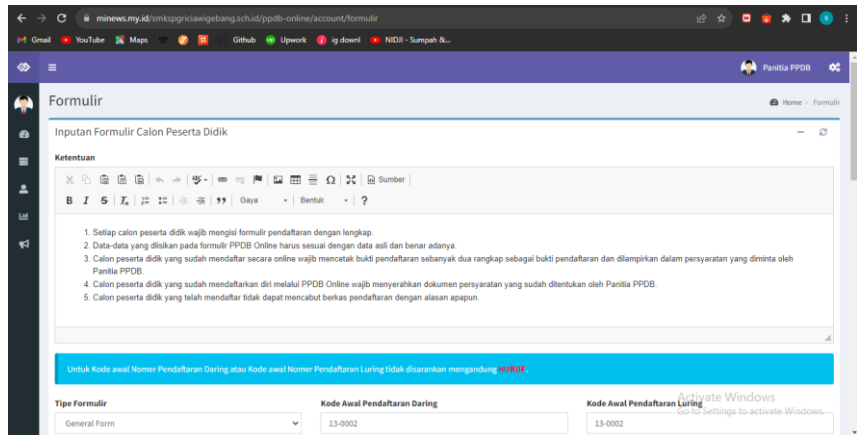 minews.my.id/smkspgriciawigebang.sch.id/ppdb-online/account/formulir
Gmail YouTube Maps Github Upwork ig downl NIDJI - Sumpah &...
Panitia PPDB
Formulir
Home - Formulir
Inputan Formulir Calon Peserta Didik
Ketentuan
Sumber
B I S Gaya Bentuk ?
1. Setiap calon peserta didik wajib mengisi formulir pendaftaran dengan lengkap.
2. Data-data yang diisikan pada formulir PPDB Online harus sesuai dengan data asli dan benar adanya.
3. Calon peserta didik yang sudah mendaftar secara online wajib mencetak bukti pendaftaran sebanyak dua rangkap sebagai bukti pendaftaran dan dilampirkan dalam persyaratan yang diminta oleh
Panitia PPDB.
4. Calon peserta didik yang sudah mendaftarkan diri melalui PPDB Online wajib menyerahkan dokumen persyaratan yang sudah ditentukan oleh Panitia PPDB.
5. Calon peserta didik yang telah mendaftar tidak dapat mencabut berkas pendaftaran dengan alasan apapun.
Untuk Kode awal Nomer Pendaftaran Daring atau Kode awal Nomer Pendaftaran Luring tidak disarankan mengandung HURUF.
Tipe Formulir Kode Awal Pendaftaran Daring Kode Awal Pendaftaran Luring
Activate Windows
Go to Settings to activate Windows.
General Form 13-0002 13-0002